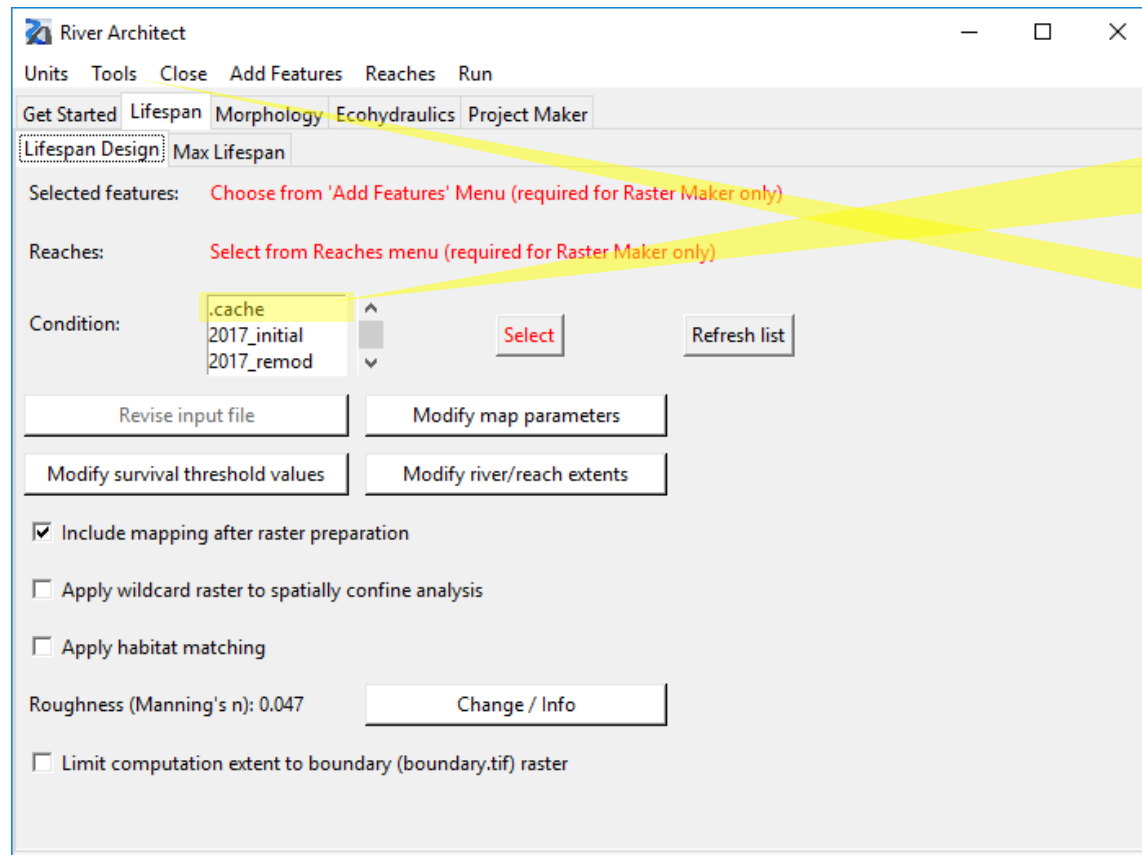 River Architect
Units Tools Close Add Features Reaches Run
Get Started Lifespan Morphology Ecohydraulics Project Maker
Lifespan Design Max Lifespan
Selected features: Choose from 'Add Features' Menu (required for Raster Maker only)
Reaches: Select from Reaches menu (required for Raster Maker only)
.cache
Condition: 2017_initial Select Refresh list
2017_remod
Revise input file Modify map parameters
Modify survival threshold values Modify river/reach extents
Include mapping after raster preparation
Apply wildcard raster to spatially confine analysis
Apply habitat matching
Roughness (Manning's n): 0.047 Change / Info
Limit computation extent to boundary (boundary.tif) raster